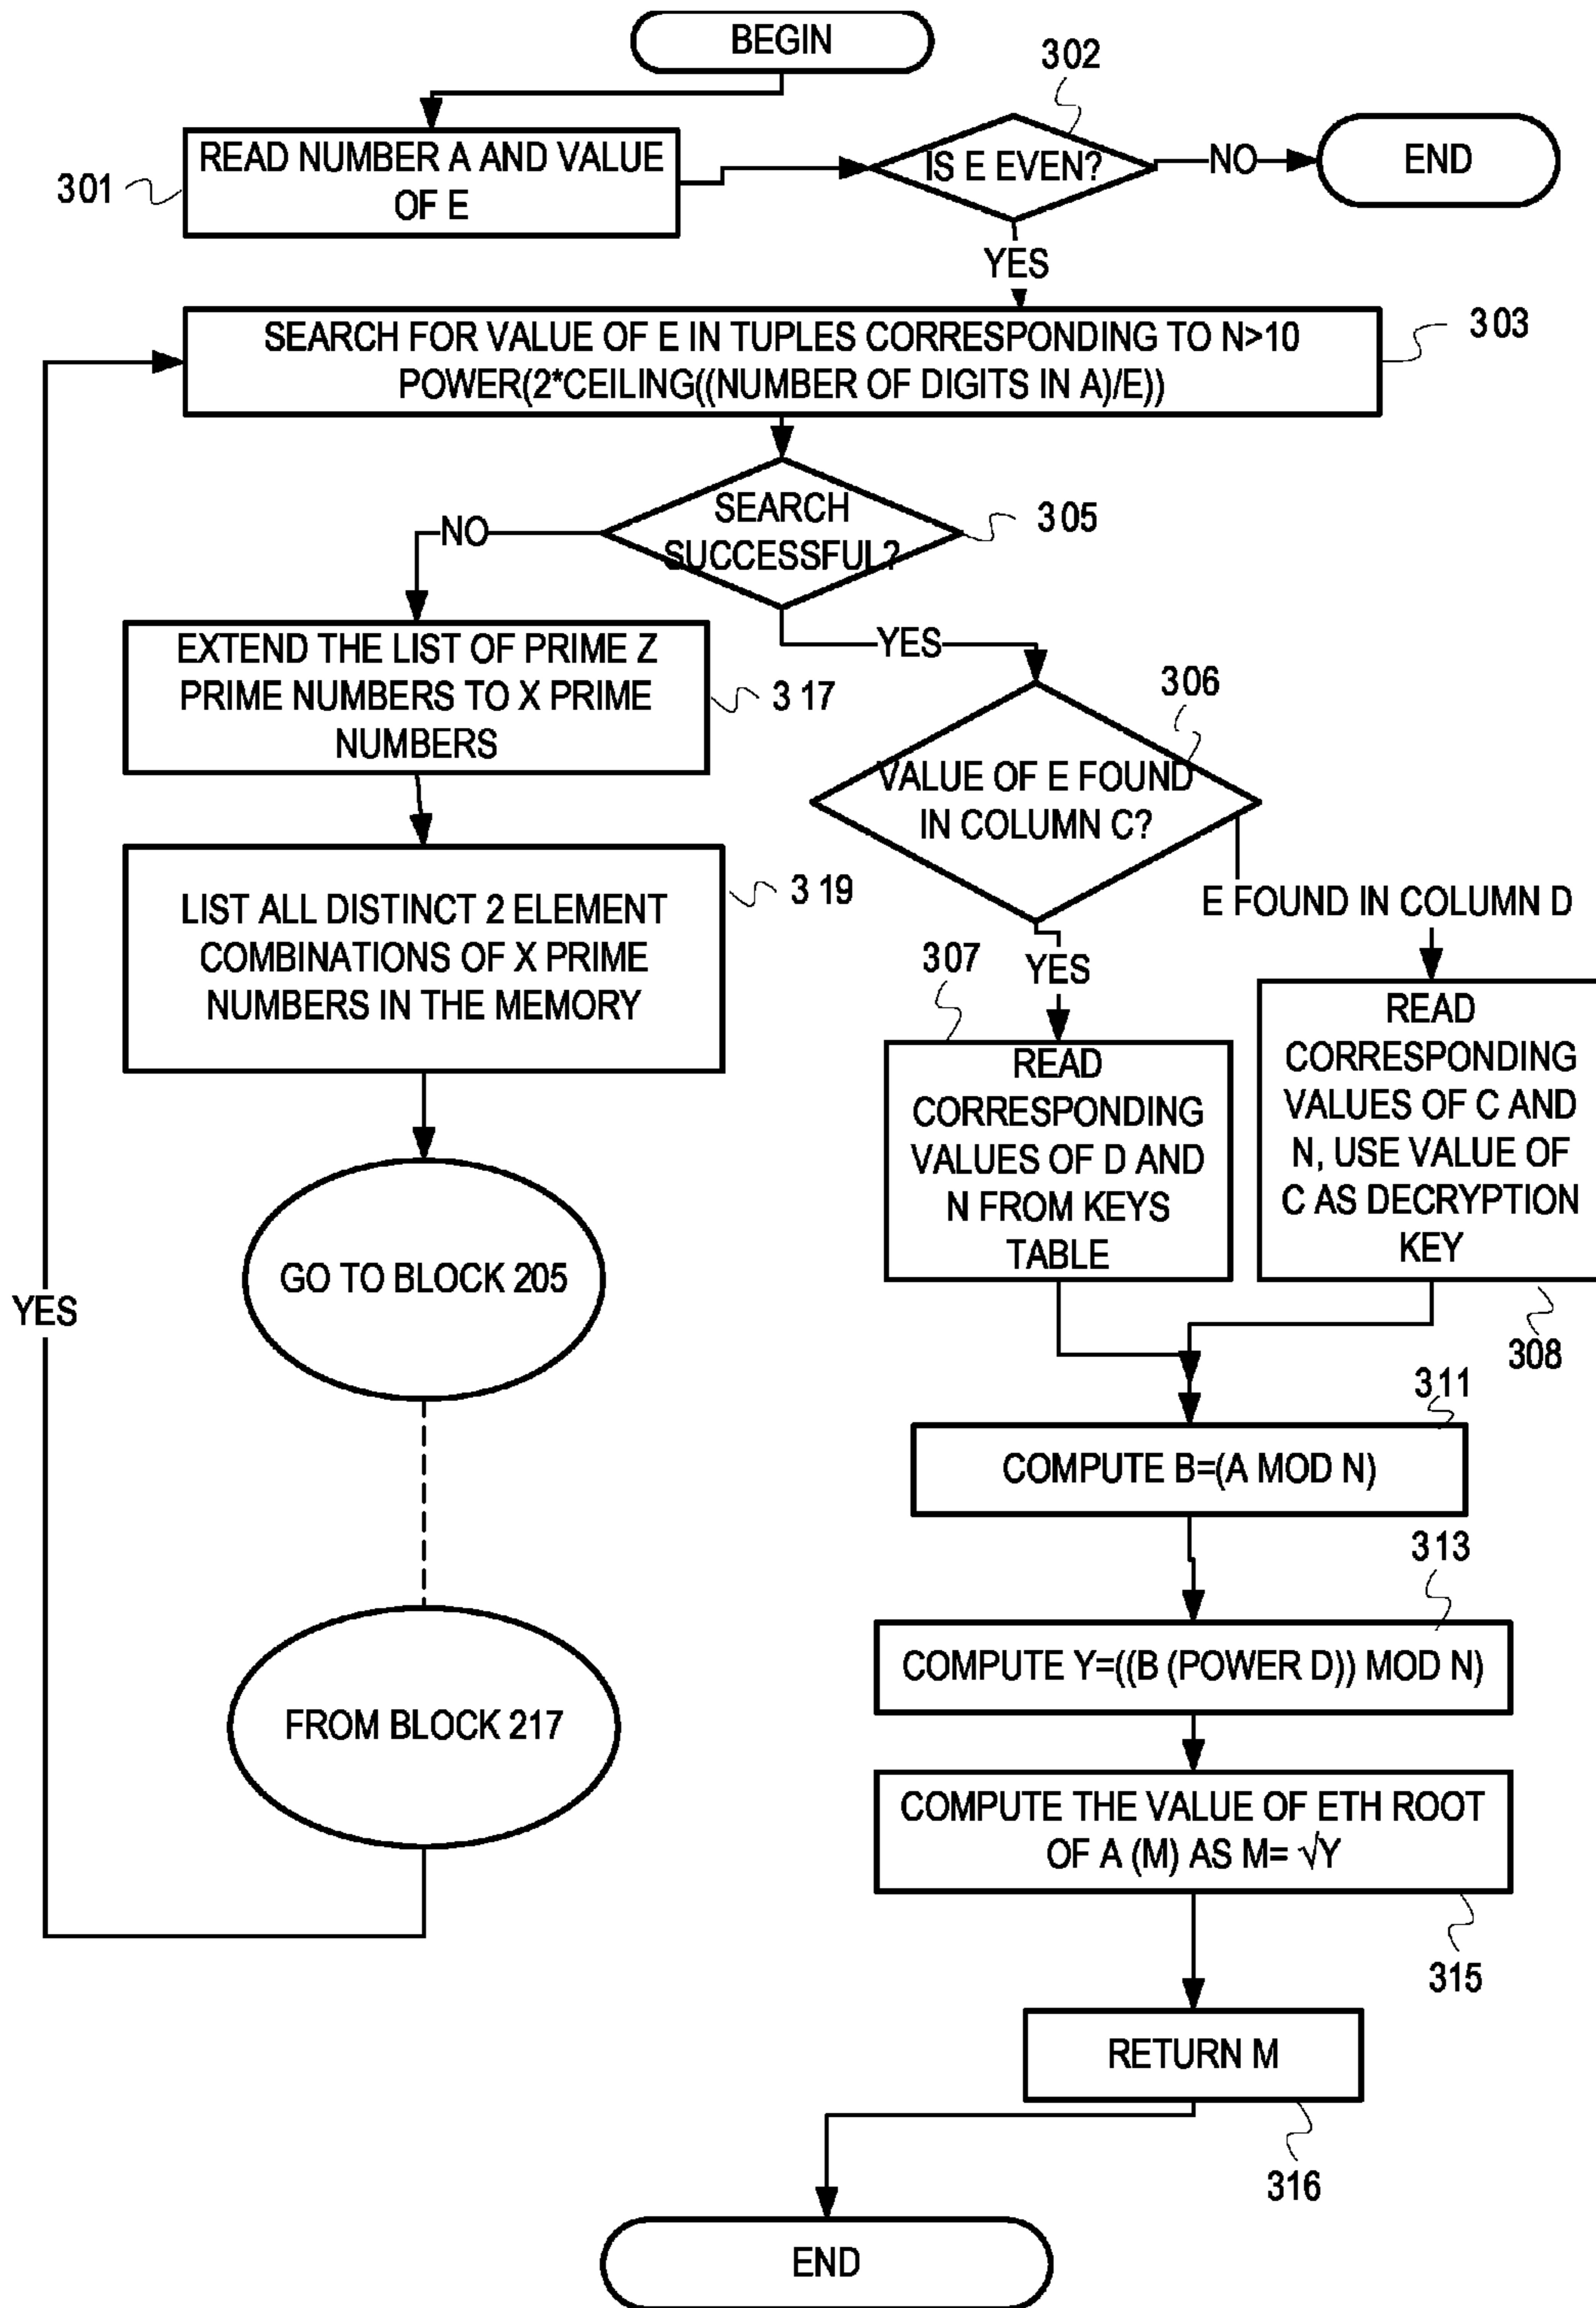 BEGIN
302
READ NUMBER A AND VALUE
OF E
301
IS E EVEN?
NO
END
YES
SEARCH FOR VALUE OF E IN TUPLES CORRESPONDING TO N>10
POWER(2*CEILING((NUMBER OF DIGITS IN A)/E))
303
SEARCH
SUCCESSFUL?
305
NO
YES
EXTEND THE LIST OF PRIME Z
PRIME NUMBERS TO X PRIME
NUMBERS
317
306
VALUE OF E FOUND
IN COLUMN C?
LIST ALL DISTINCT 2 ELEMENT
COMBINATIONS OF X PRIME
NUMBERS IN THE MEMORY
319
E FOUND IN COLUMN D
YES
307
READ
CORRESPONDING
VALUES OF D AND
N FROM KEYS
TABLE
READ
CORRESPONDING
VALUES OF C AND
N, USE VALUE OF
C AS DECRYPTION
KEY
308
GO TO BLOCK 205
YES
311
COMPUTE B=(A MOD N)
313
COMPUTE Y=((B (POWER D)) MOD N)
FROM BLOCK 217
COMPUTE THE VALUE OF ETH ROOT
OF A (M) AS M= √Y
315
RETURN M
316
END